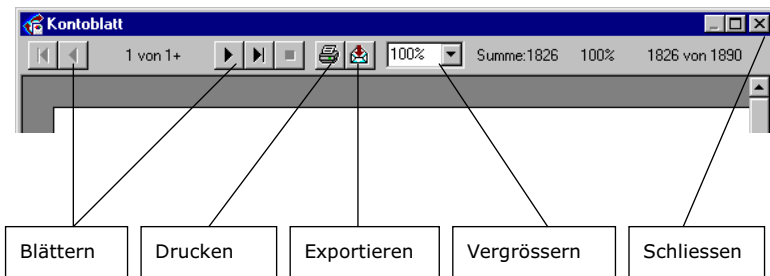 Kontoblatt
1 von 1+ 100% Summe:1826 100% 1826 von 1890
Blättern Drucken Exportieren Vergrössern Schliessen